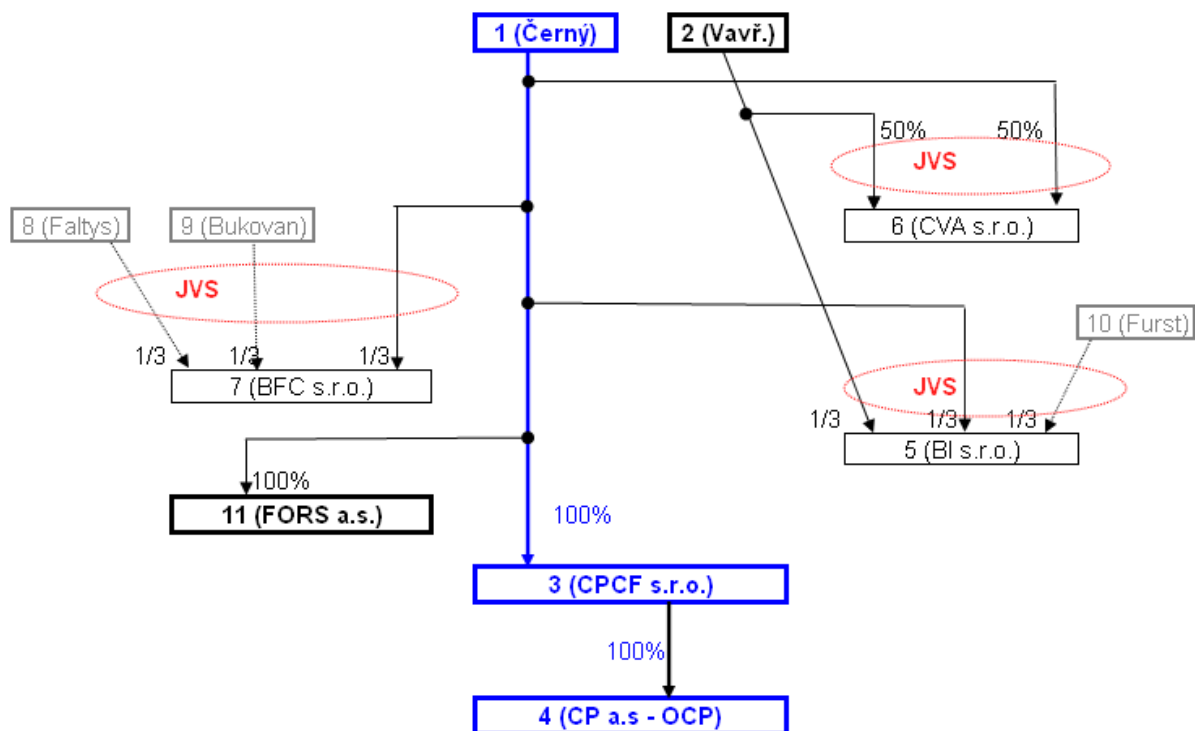 1 (Černý)
2 (Vavř.)
50%
50%
JVS
8 (Faltys)
9 (Bukovan)
6 (CVA s.r.o.)
JVS
10 (Furst)
1/3
1/3
1/3
7 (BFC s.r.o.)
JVS
1/3
1/3
1/3
5 (BI s.r.o.)
100%
11 (FORS a.s.)
100%
3 (CPCF s.r.o.)
100%
4 (CP a.s - OCP)